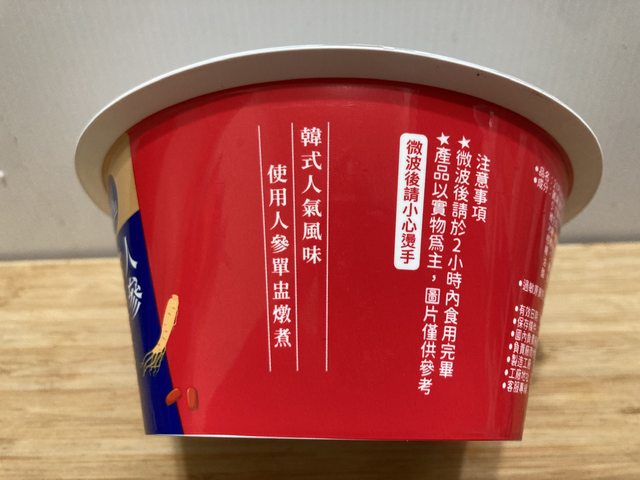 注意事項
★微波後請於2小時內食用完畢
★產品以實物為主，圖片僅供參考
微波後請小心燙手
韓式人氣風味
使用人參單盅燉煮
人參